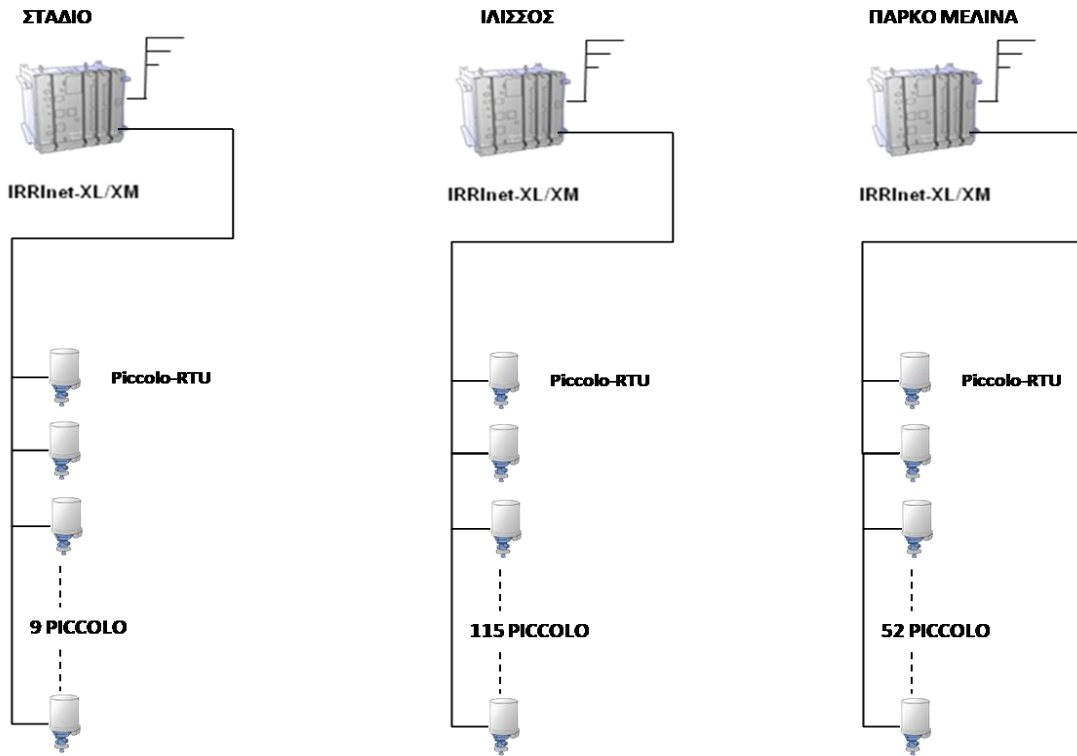 ΣΤΑΔΙΟ
ΙΛΙΣΣΟΣ
ΠΑΡΚΟ ΜΕΛΙΝΑ
IRRInet-XL/XM
IRRInet-XL/XM
IRRInet-XL/XM
Piccolo-RTU
Piccolo-RTU
Piccolo-RTU
9 PICCOLO
115 PICCOLO
52 PICCOLO